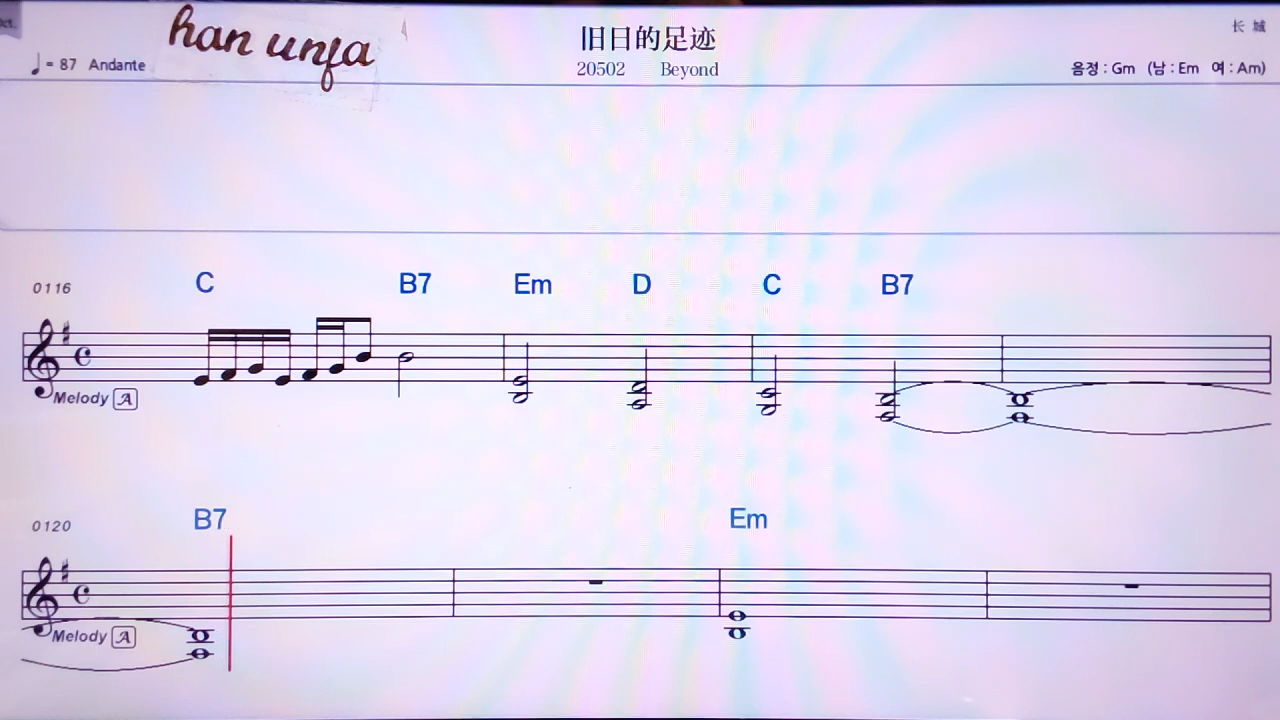 han unfa
旧日的足迹
长 城
♩= 87 Andante
20502 Beyond
음정 : Gm (남 : Em 여 : Am)
0116 C B7 Em D C B7
Melody A
0120 B7 Em
Melody A